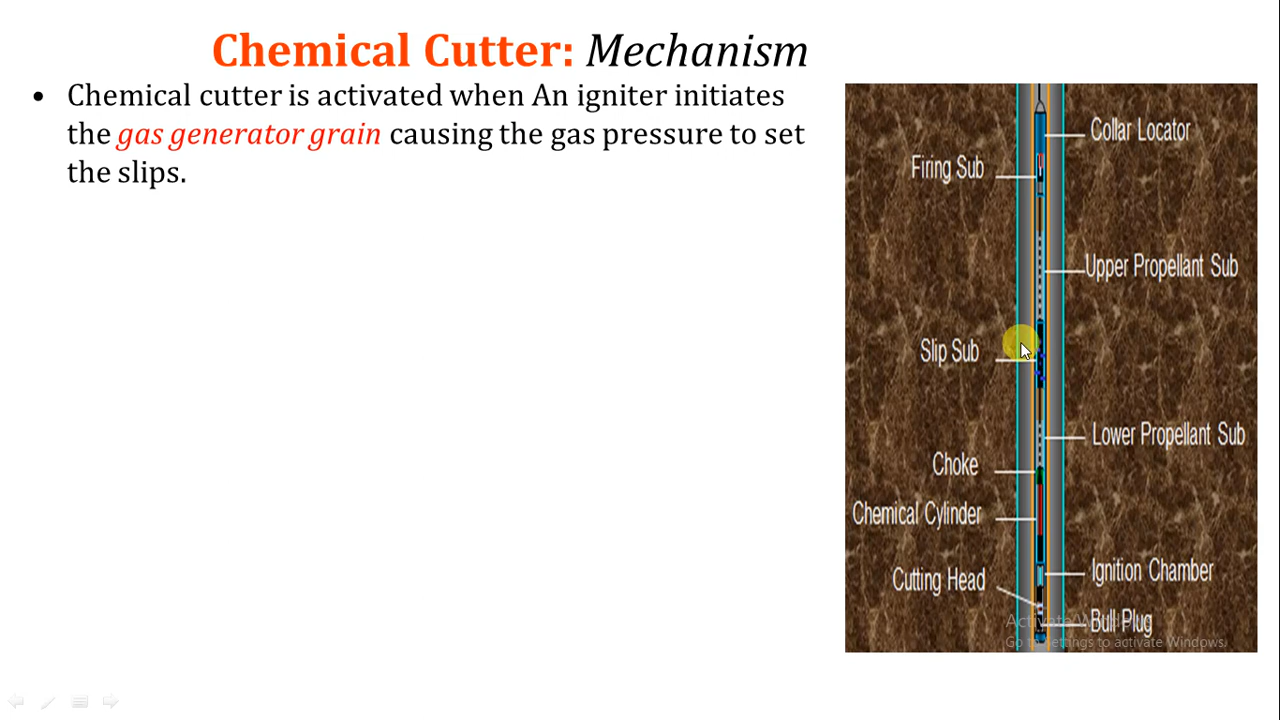 Chemical Cutter: Mechanism
• Chemical cutter is activated when An igniter initiates
the gas generator grain causing the gas pressure to set
the slips.
Collar Locator
Firing Sub
Upper Propellant Sub
Slip Sub
Lower Propellant Sub
Choke
Chemical Cylinder
Ignition Chamber
Cutting Head
Bull Plug
Activate Windows
Go to Settings to activate Windows.